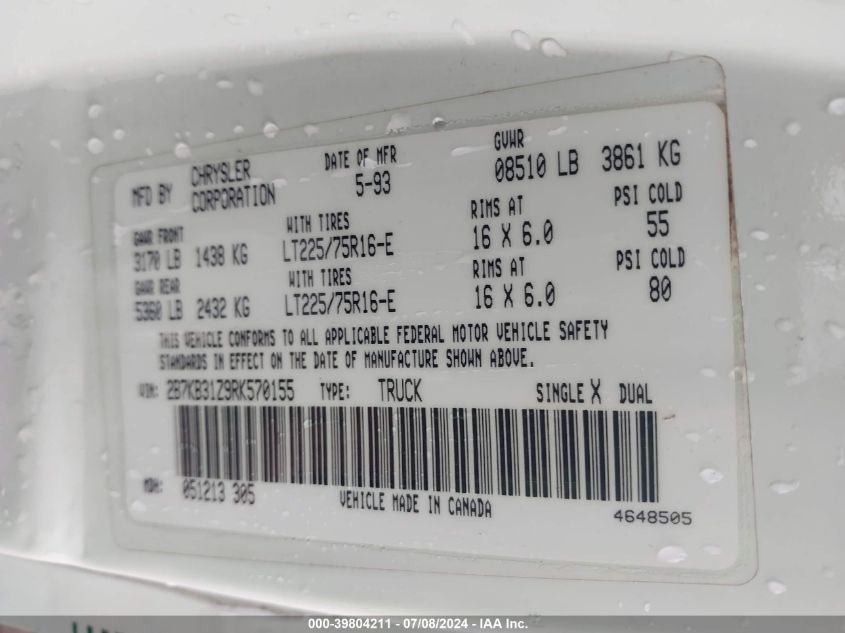 MFD BY CHRYSLER CORPORATION DATE OF MFR 5-93 GVWR 08510 LB 3861 KG
GAWR FRONT WITH TIRES RIMS AT PSI COLD
3170 LB 1438 KG LT225/75R16-E 16 X 6.0 55
GAWR REAR WITH TIRES RIMS AT PSI COLD
5360 LB 2432 KG LT225/75R16-E 16 X 6.0 80
THIS VEHICLE CONFORMS TO ALL APPLICABLE FEDERAL MOTOR VEHICLE SAFETY
STANDARDS IN EFFECT ON THE DATE OF MANUFACTURE SHOWN ABOVE.
VIN: 2B7KB31Z9RK570155 TYPE: TRUCK SINGLE X DUAL
MDH: 051213 305
VEHICLE MADE IN CANADA
4648505
000-39804211 - 07/08/2024 - IAA Inc.